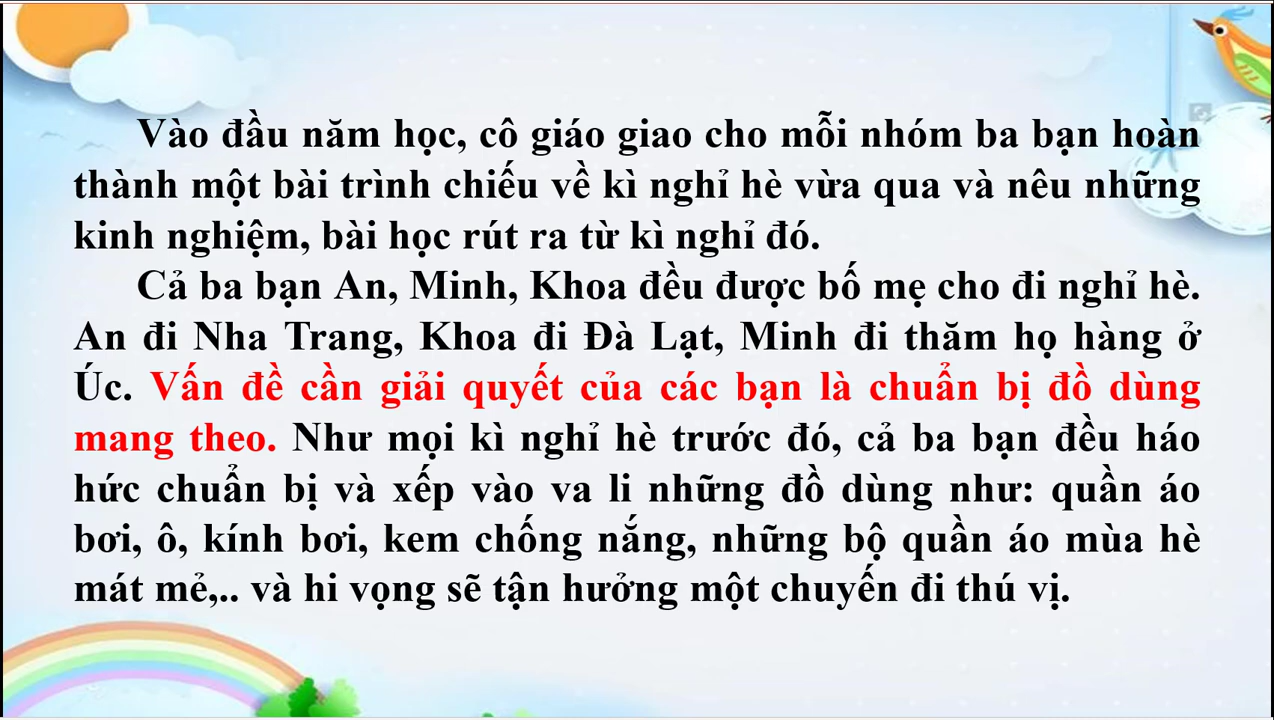 Vào đầu năm học, cô giáo giao cho mỗi nhóm ba bạn hoàn
thành một bài trình chiếu về kì nghỉ hè vừa qua và nêu những
kinh nghiệm, bài học rút ra từ kì nghỉ đó.
Cả ba bạn An, Minh, Khoa đều được bố mẹ cho đi nghỉ hè.
An đi Nha Trang, Khoa đi Đà Lạt, Minh đi thăm họ hàng ở
Úc. Vấn đề cần giải quyết của các bạn là chuẩn bị đồ dùng
mang theo. Như mọi kì nghỉ hè trước đó, cả ba bạn đều háo
hức chuẩn bị và xếp vào va li những đồ dùng như: quần áo
bơi, ô, kính bơi, kem chống nắng, những bộ quần áo mùa hè
mát mẻ,.. và hi vọng sẽ tận hưởng một chuyến đi thú vị.